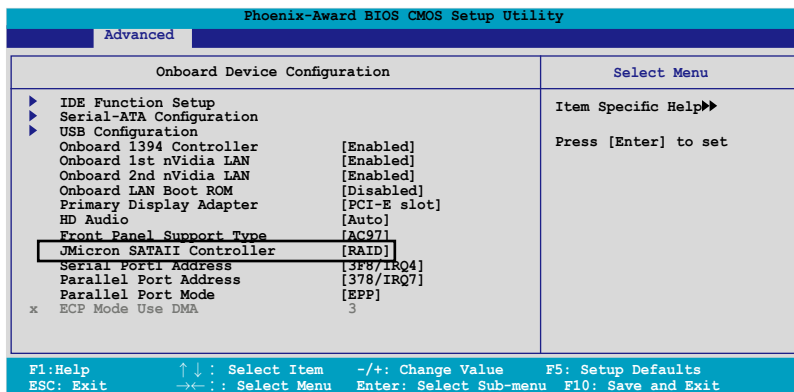 Phoenix-Award BIOS CMOS Setup Utility
Advanced
Onboard Device Configuration
Select Menu
IDE Function Setup
Serial-ATA Configuration
USB Configuration
Onboard 1394 Controller [Enabled]
Onboard 1st nVidia LAN [Enabled]
Onboard 2nd nVidia LAN [Enabled]
Onboard LAN Boot ROM [Disabled]
Primary Display Adapter [PCI-E slot]
HD Audio [Auto]
Front Panel Support Type [AC97]
JMicron SATAII Controller [RAID]
Serial Port1 Address [3F8/IRQ4]
Parallel Port Address [378/IRQ7]
Parallel Port Mode [EPP]
x ECP Mode Use DMA 3
Item Specific Help
Press [Enter] to set
F1:Help ↑↓ : Select Item -/+: Change Value F5: Setup Defaults
ESC: Exit →← : Select Menu Enter: Select Sub-menu F10: Save and Exit